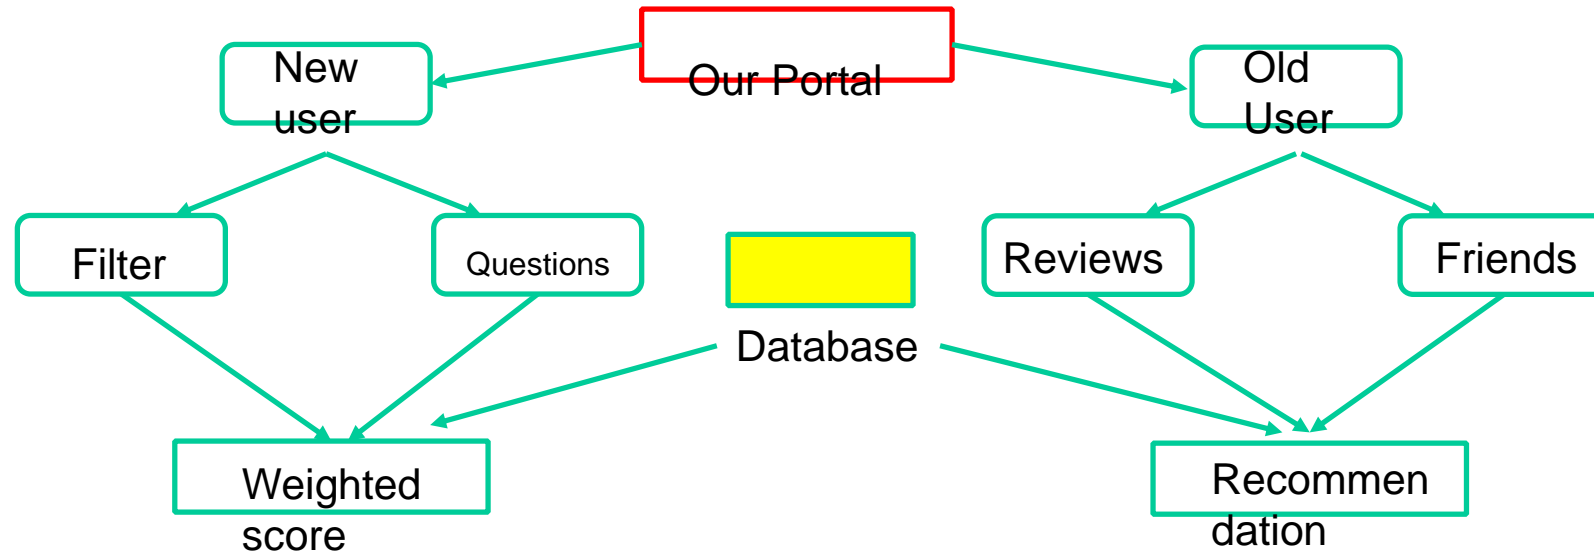 Our Portal
New
user
Old
User
Filter
Questions
Reviews
Friends
Database
Weighted
score
Recommen
dation